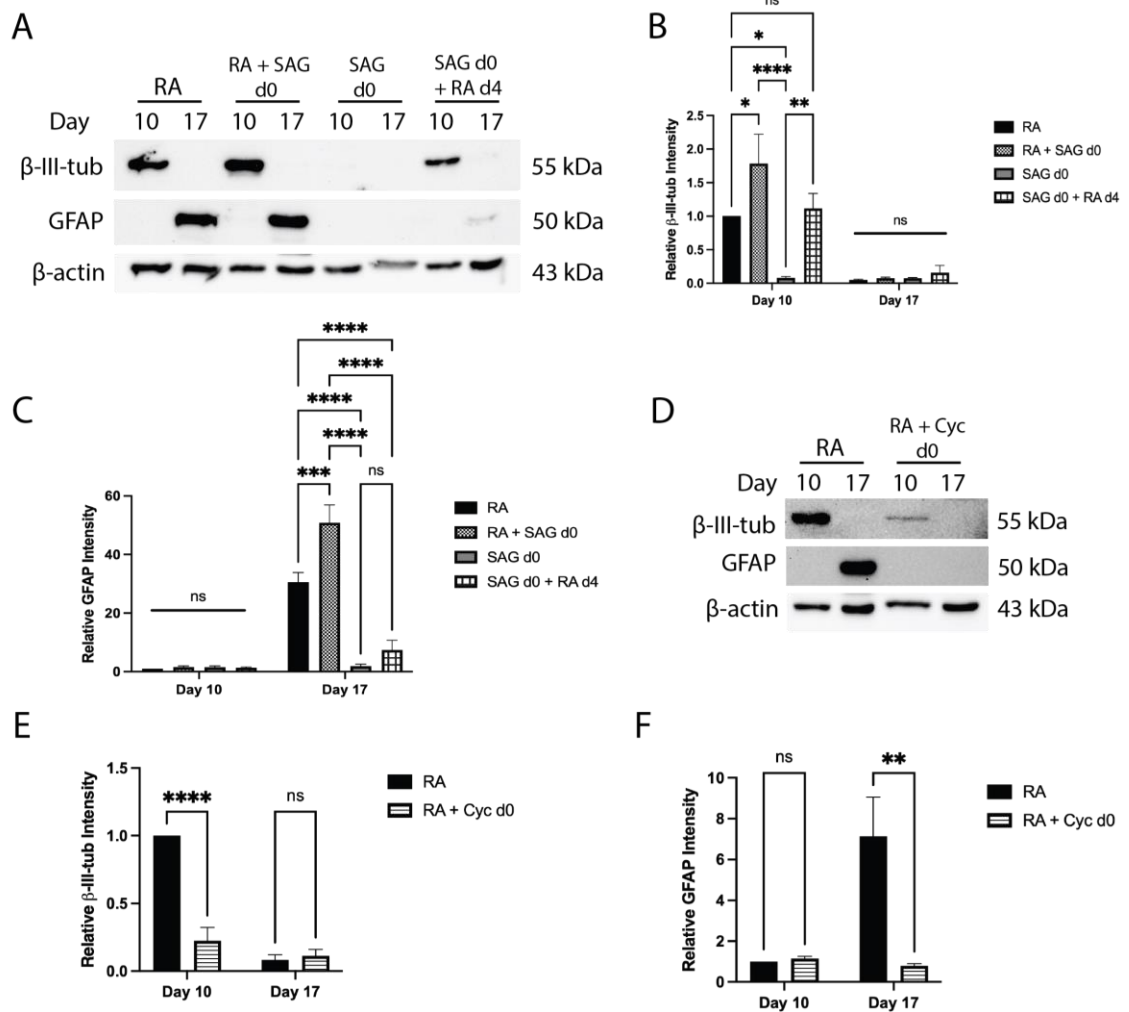 A
RA
RA + SAG
d0
SAG
d0
SAG d0
+ RA d4
Day 10 17 10 17 10 17 10 17
β-III-tub 55 kDa
GFAP 50 kDa
β-actin 43 kDa
B
ns
*
****
* **
Relative β-III-tub Intensity
2.5
2.0
1.5
1.0
0.5
0.0
ns
Day 10 Day 17
RA
RA + SAG d0
SAG d0
SAG d0 + RA d4
C
****
****
****
****
*** ns
Relative GFAP Intensity
60
40
20
0
ns
Day 10 Day 17
RA
RA + SAG d0
SAG d0
SAG d0 + RA d4
D
RA
RA + Cyc
d0
Day 10 17 10 17
β-III-tub 55 kDa
GFAP 50 kDa
β-actin 43 kDa
E
Relative β-III-tub Intensity
1.5
1.0
0.5
0.0
**** ns
Day 10 Day 17
RA
RA + Cyc d0
F
Relative GFAP Intensity
10
8
6
4
2
0
ns **
Day 10 Day 17
RA
RA + Cyc d0